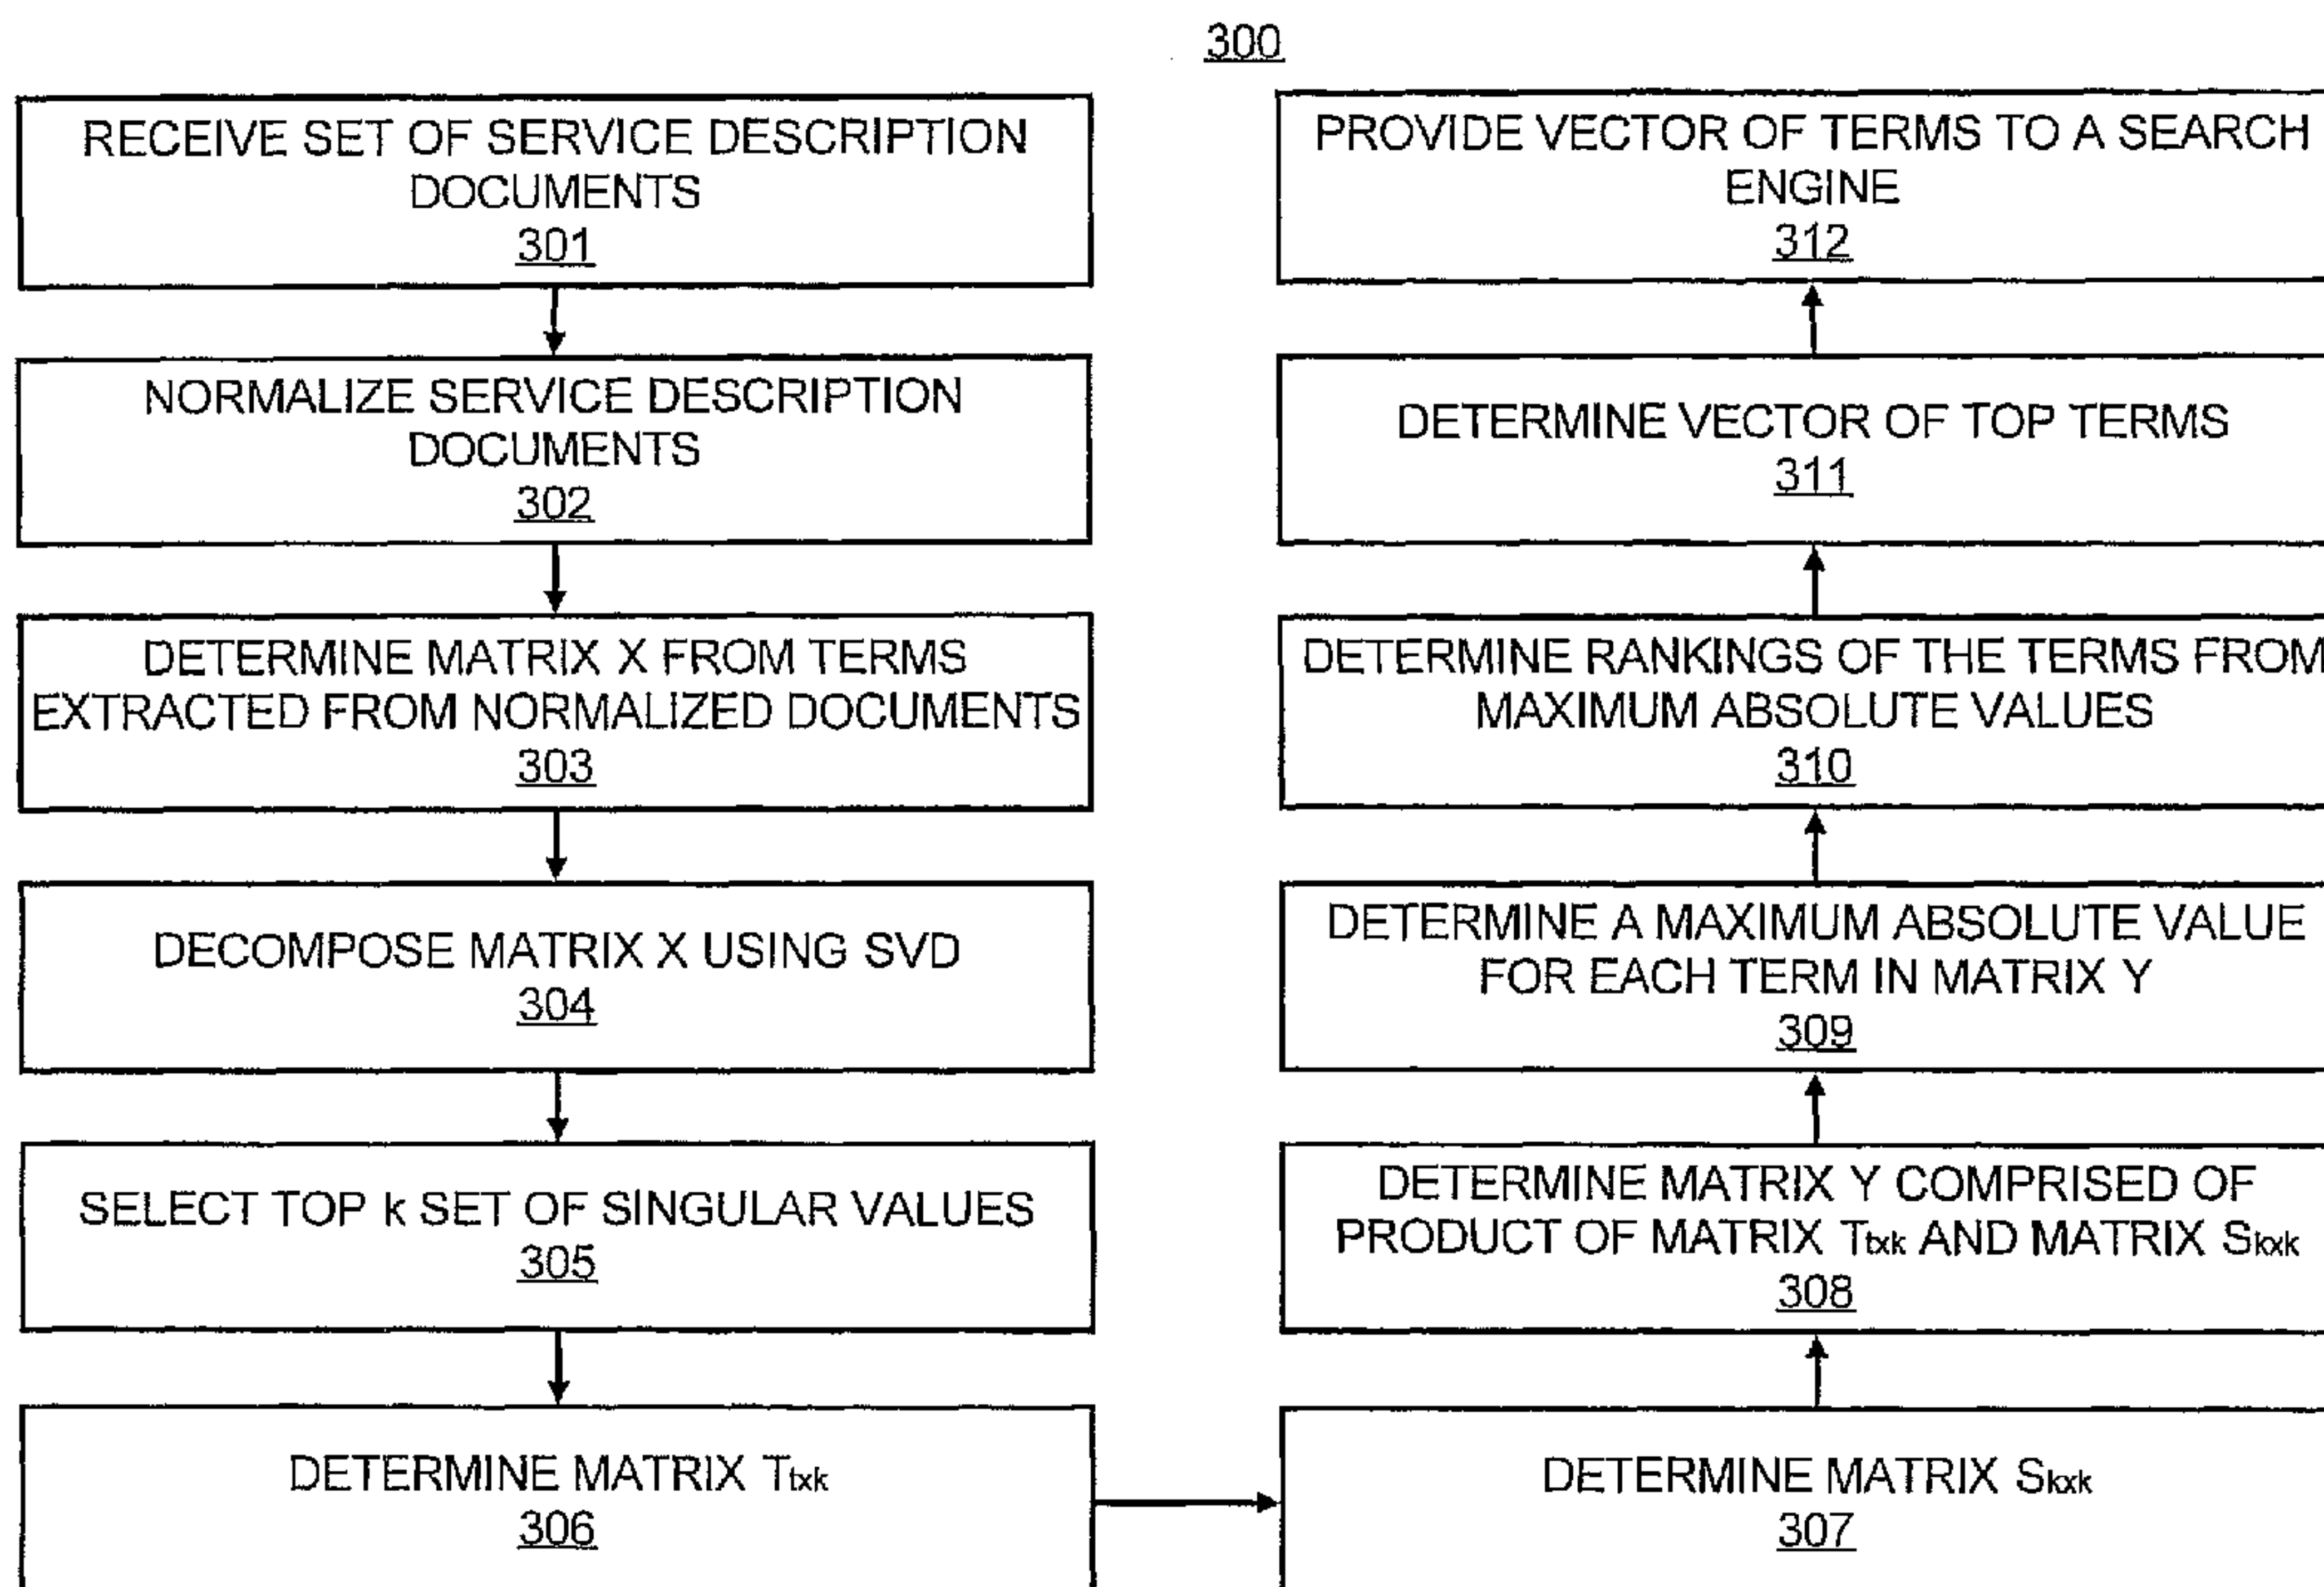 300
RECEIVE SET OF SERVICE DESCRIPTION
DOCUMENTS
301
NORMALIZE SERVICE DESCRIPTION
DOCUMENTS
302
DETERMINE MATRIX X FROM TERMS
EXTRACTED FROM NORMALIZED DOCUMENTS
303
DECOMPOSE MATRIX X USING SVD
304
SELECT TOP k SET OF SINGULAR VALUES
305
DETERMINE MATRIX Ttxk
306
DETERMINE MATRIX Skxk
307
DETERMINE MATRIX Y COMPRISED OF
PRODUCT OF MATRIX Ttxk AND MATRIX Skxk
308
DETERMINE A MAXIMUM ABSOLUTE VALUE
FOR EACH TERM IN MATRIX Y
309
DETERMINE RANKINGS OF THE TERMS FROM
MAXIMUM ABSOLUTE VALUES
310
DETERMINE VECTOR OF TOP TERMS
311
PROVIDE VECTOR OF TERMS TO A SEARCH
ENGINE
312